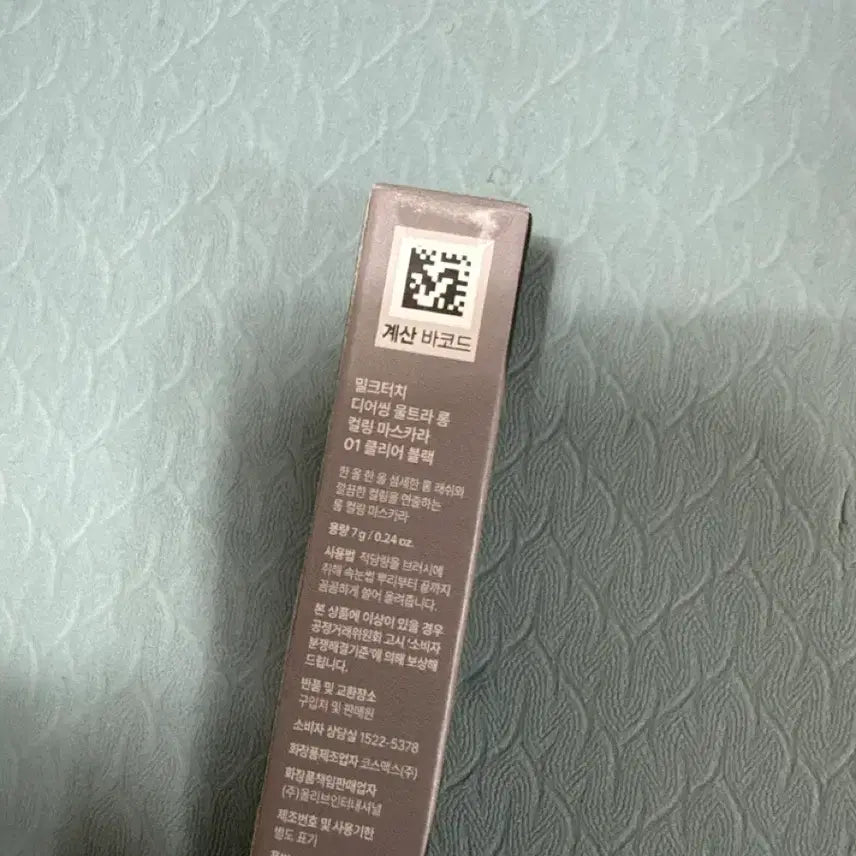 계산 바코드
밀크터치
디어씽 울트라 롱
컬링 마스카라
01 클리어 블랙
한 올 한 올 섬세한 롱 래쉬와
깔끔한 컬링을 연출하는
롱 컬링 마스카라
용량 7g / 0.24 oz.
사용법 적당량을 브러시에
취해 속눈썹 뿌리부터 끝까지
꼼꼼하게 쓸어 올려줍니다.
본 상품에 이상이 있을 경우
공정거래위원회 고시 '소비자
분쟁해결기준'에 의해 보상해
드립니다.
반품 및 교환장소
구입처 및 판매원
소비자 상담실 1522-5378
화장품제조업자 코스맥스(주)
화장품책임판매업자
(주)올리브인터내셔널
제조번호 및 사용기한
별도 표기